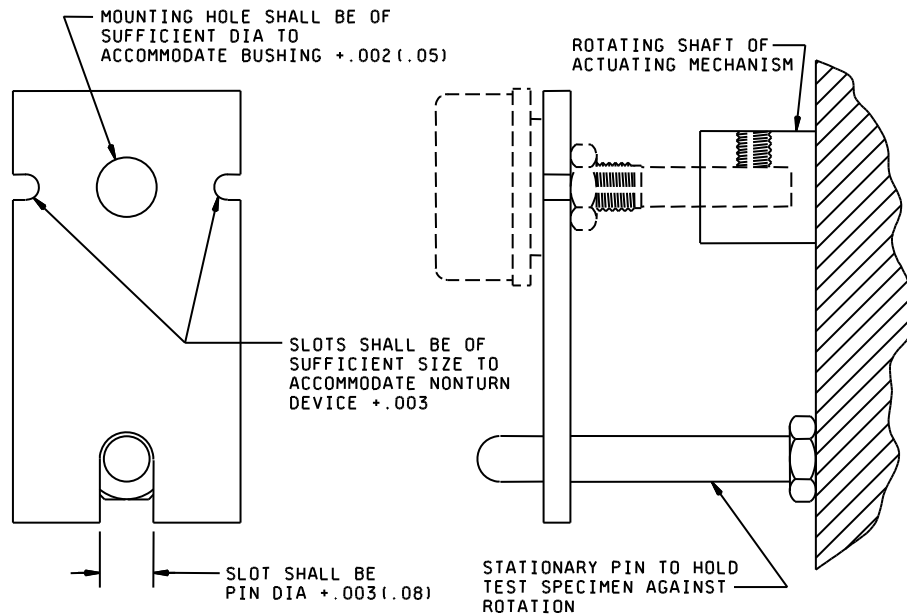 MOUNTING HOLE SHALL BE OF
SUFFICIENT DIA TO
ACCOMMODATE BUSHING +.002(.05)
ROTATING SHAFT OF
ACTUATING MECHANISM
SLOTS SHALL BE OF
SUFFICIENT SIZE TO
ACCOMMODATE NONTURN
DEVICE +.003
SLOT SHALL BE
PIN DIA +.003(.08)
STATIONARY PIN TO HOLD
TEST SPECIMEN AGAINST
ROTATION